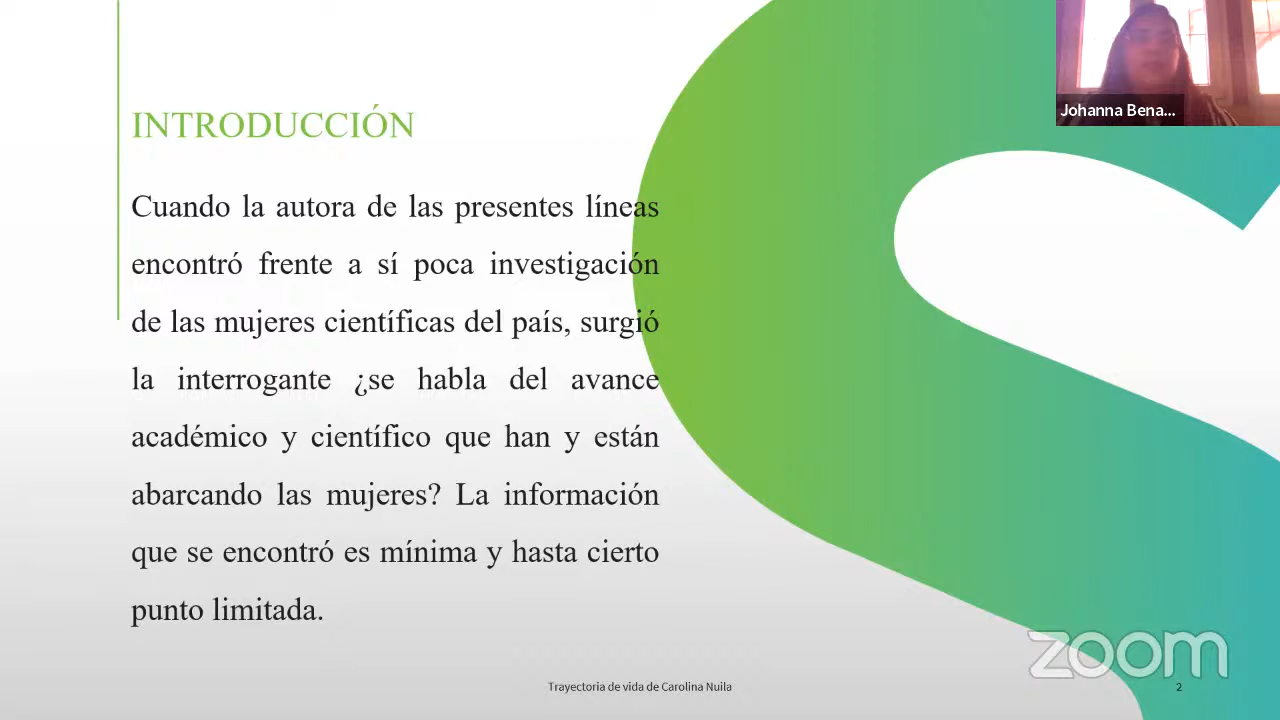 Johanna Bena...
INTRODUCCIÓN
Cuando la autora de las presentes líneas
encontró frente a sí poca investigación
de las mujeres científicas del país, surgió
la interrogante ¿se habla del avance
académico y científico que han y están
abarcando las mujeres? La información
que se encontró es mínima y hasta cierto
punto limitada.
zoom
Trayectoria de vida de Carolina Nuila
2